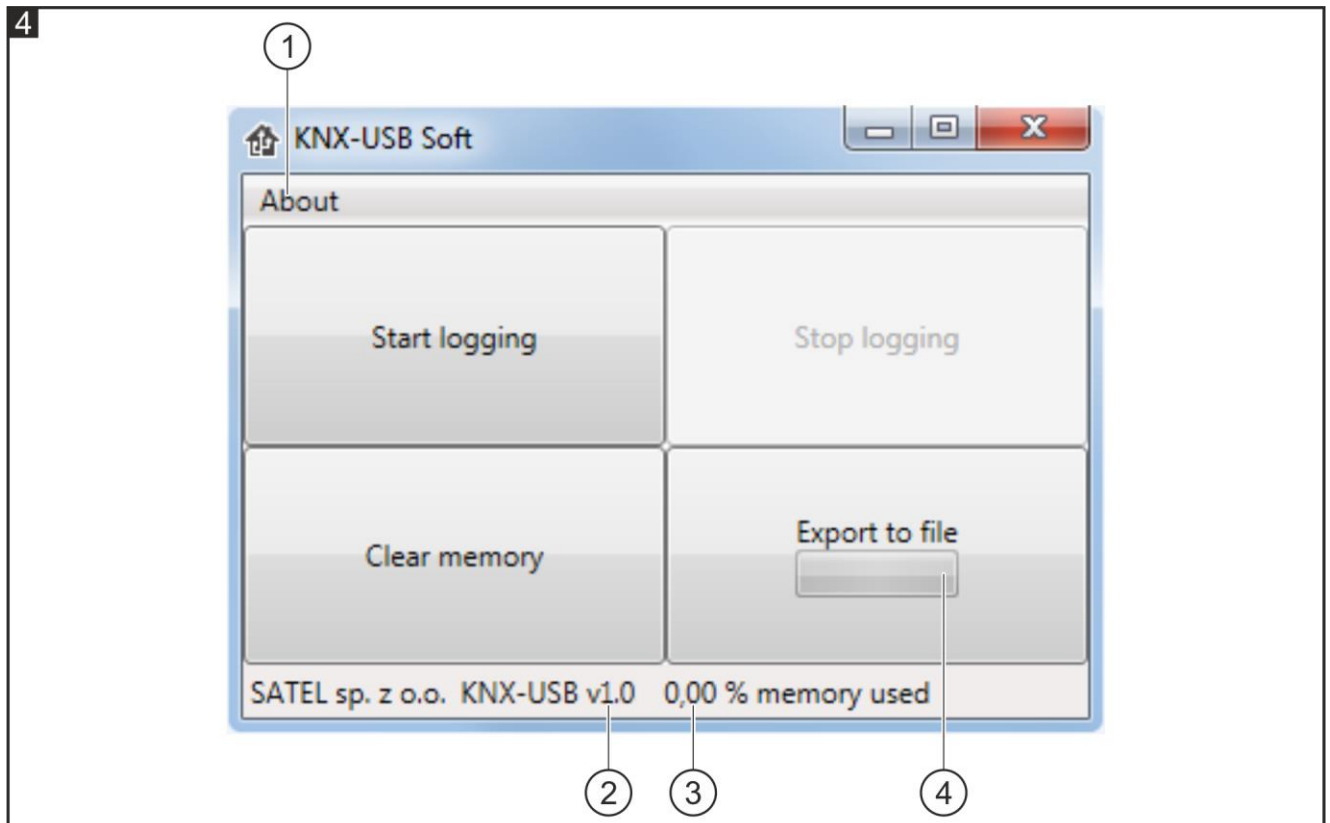 4
1
KNX-USB Soft
About
Start logging
Stop logging
Clear memory
Export to file
SATEL sp. z o.o. KNX-USB v1.0 0,00 % memory used
2
3
4